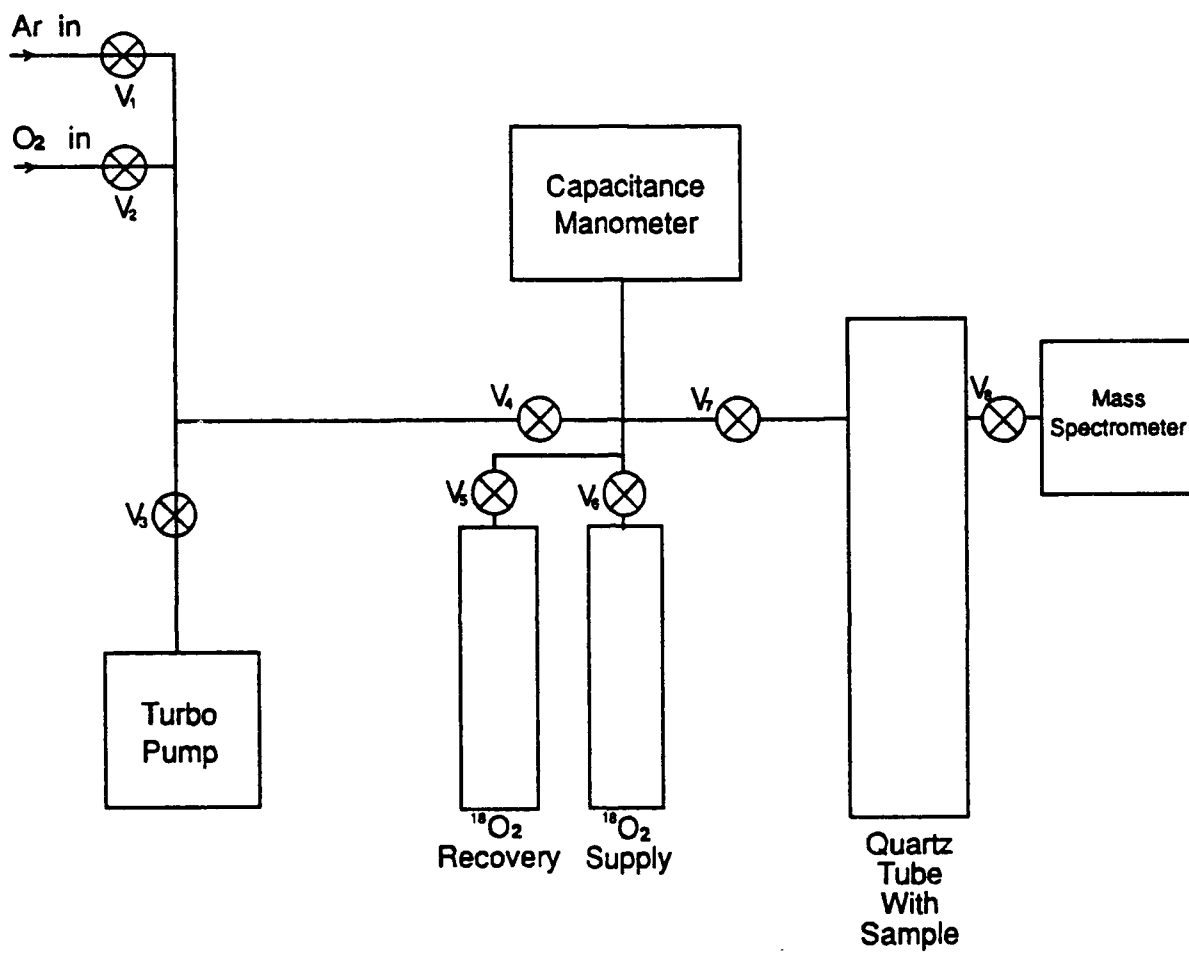 Ar in
V₁
O₂ in
V₂
Capacitance
Manometer
V₄
V₇
V₈
Mass
Spectrometer
V₃
V₅
V₆
Turbo
Pump
¹⁸O₂
Recovery
¹⁸O₂
Supply
Quartz
Tube
With
Sample